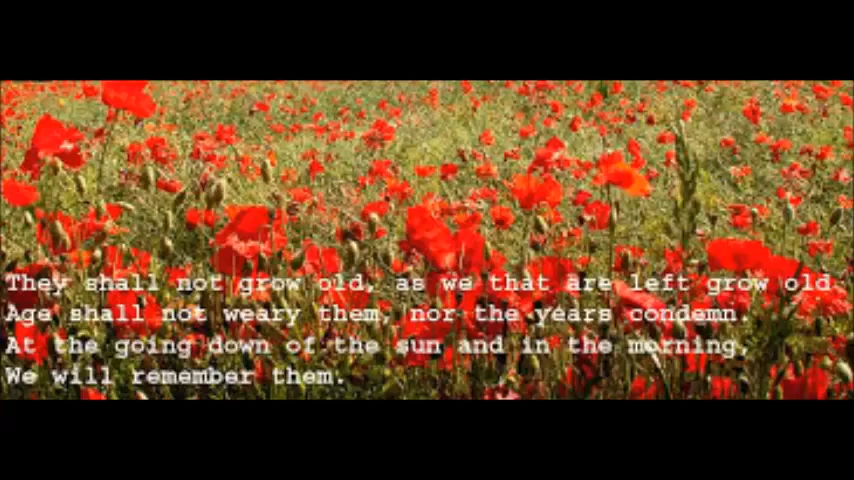 They shall not grow old, as we that are left grow old
Age shall not weary them, nor the years condemn.
At the going down of the sun and in the morning,
We will remember them.